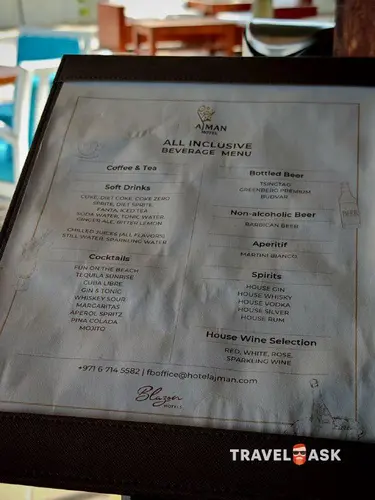 AJMAN
HOTEL
ALL INCLUSIVE
BEVERAGE MENU
Coffee & Tea
Soft Drinks
COKE, DIET COKE, COKE ZERO
SPRITE, DIET SPRITE
FANTA, ICED TEA
SODA WATER, TONIC WATER
GINGER ALE, BITTER LEMON
CHILLED JUICES (ALL FLAVORS)
STILL WATER, SPARKLING WATER
Cocktails
FUN ON THE BEACH
TEQUILA SUNRISE
CUBA LIBRE
GIN & TONIC
WHISKEY SOUR
MARGARITAS
APEROL SPRITZ
PINA COLADA
MOJITO
Bottled Beer
TSINGTAO
GREENBERG PREMIUM
BUDVAR
Non-alcoholic Beer
BARBICAN BEER
Aperitif
MARTINI BIANCO
Spirits
HOUSE GIN
HOUSE WHISKY
HOUSE VODKA
HOUSE SILVER
HOUSE RUM
House Wine Selection
RED, WHITE, ROSE,
SPARKLING WINE
+971 6 714 5582 | fboffice@hotelajman.com
Blazon
HOTELS
TRAVEL ASK